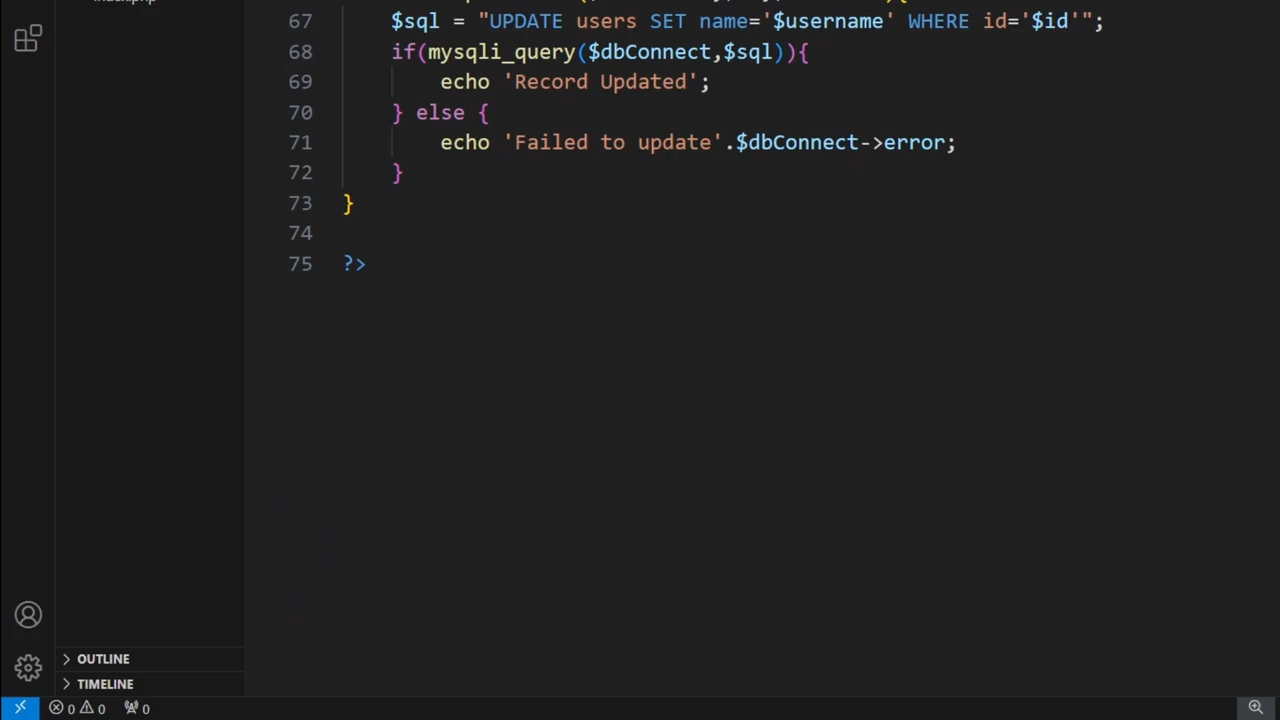 67 $sql = "UPDATE users SET name='$username' WHERE id='$id'";
68 if(mysqli_query($dbConnect,$sql)){
69 echo 'Record Updated';
70 } else {
71 echo 'Failed to update'.$dbConnect->error;
72 }
73 }
74
75 ?>
OUTLINE
TIMELINE
0 0 0